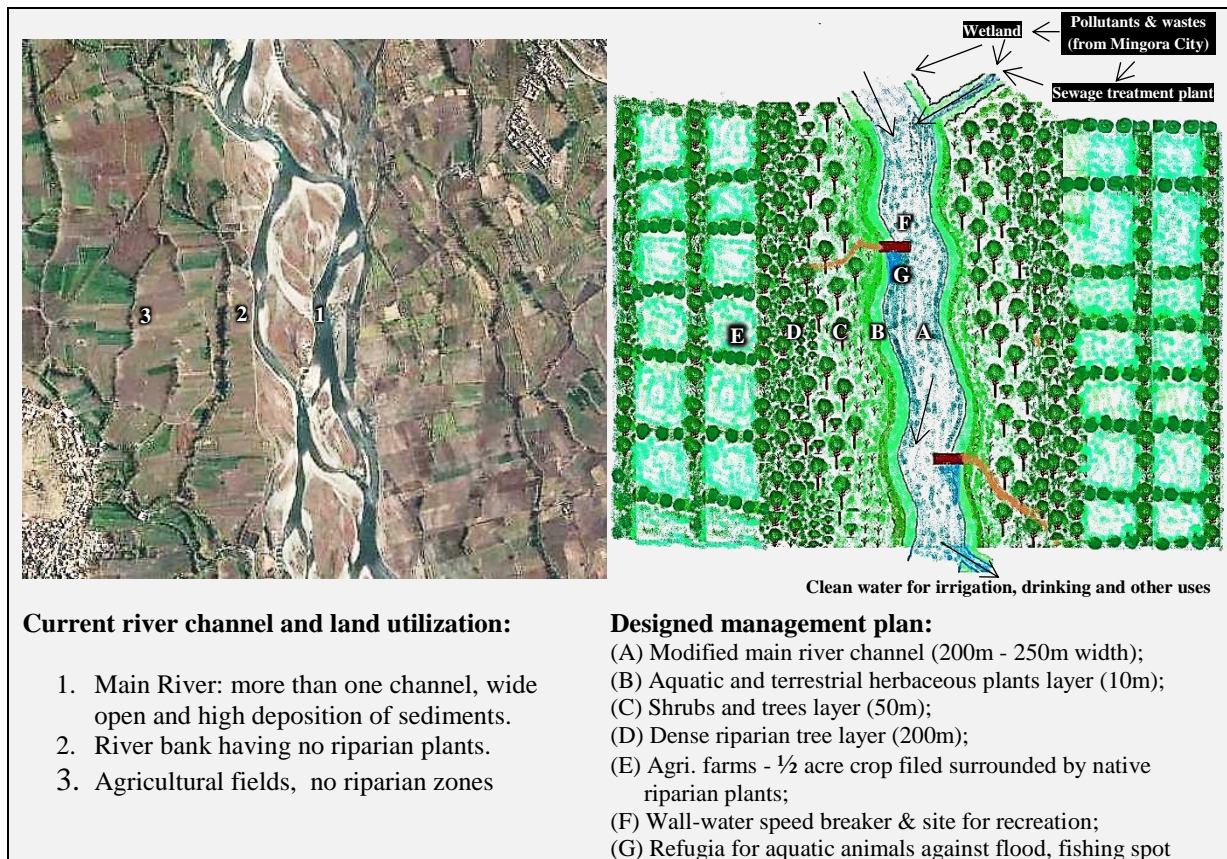 Wetland
Pollutants & wastes
(from Mingora City)
Sewage treatment plant
3
2
1
F
G
E
D
C
B
A
Clean water for irrigation, drinking and other uses
Current river channel and land utilization:
1. Main River: more than one channel, wide
open and high deposition of sediments.
2. River bank having no riparian plants.
3. Agricultural fields, no riparian zones
Designed management plan:
(A) Modified main river channel (200m - 250m width);
(B) Aquatic and terrestrial herbaceous plants layer (10m);
(C) Shrubs and trees layer (50m);
(D) Dense riparian tree layer (200m);
(E) Agri. farms - ½ acre crop filed surrounded by native
riparian plants;
(F) Wall-water speed breaker & site for recreation;
(G) Refugia for aquatic animals against flood, fishing spot